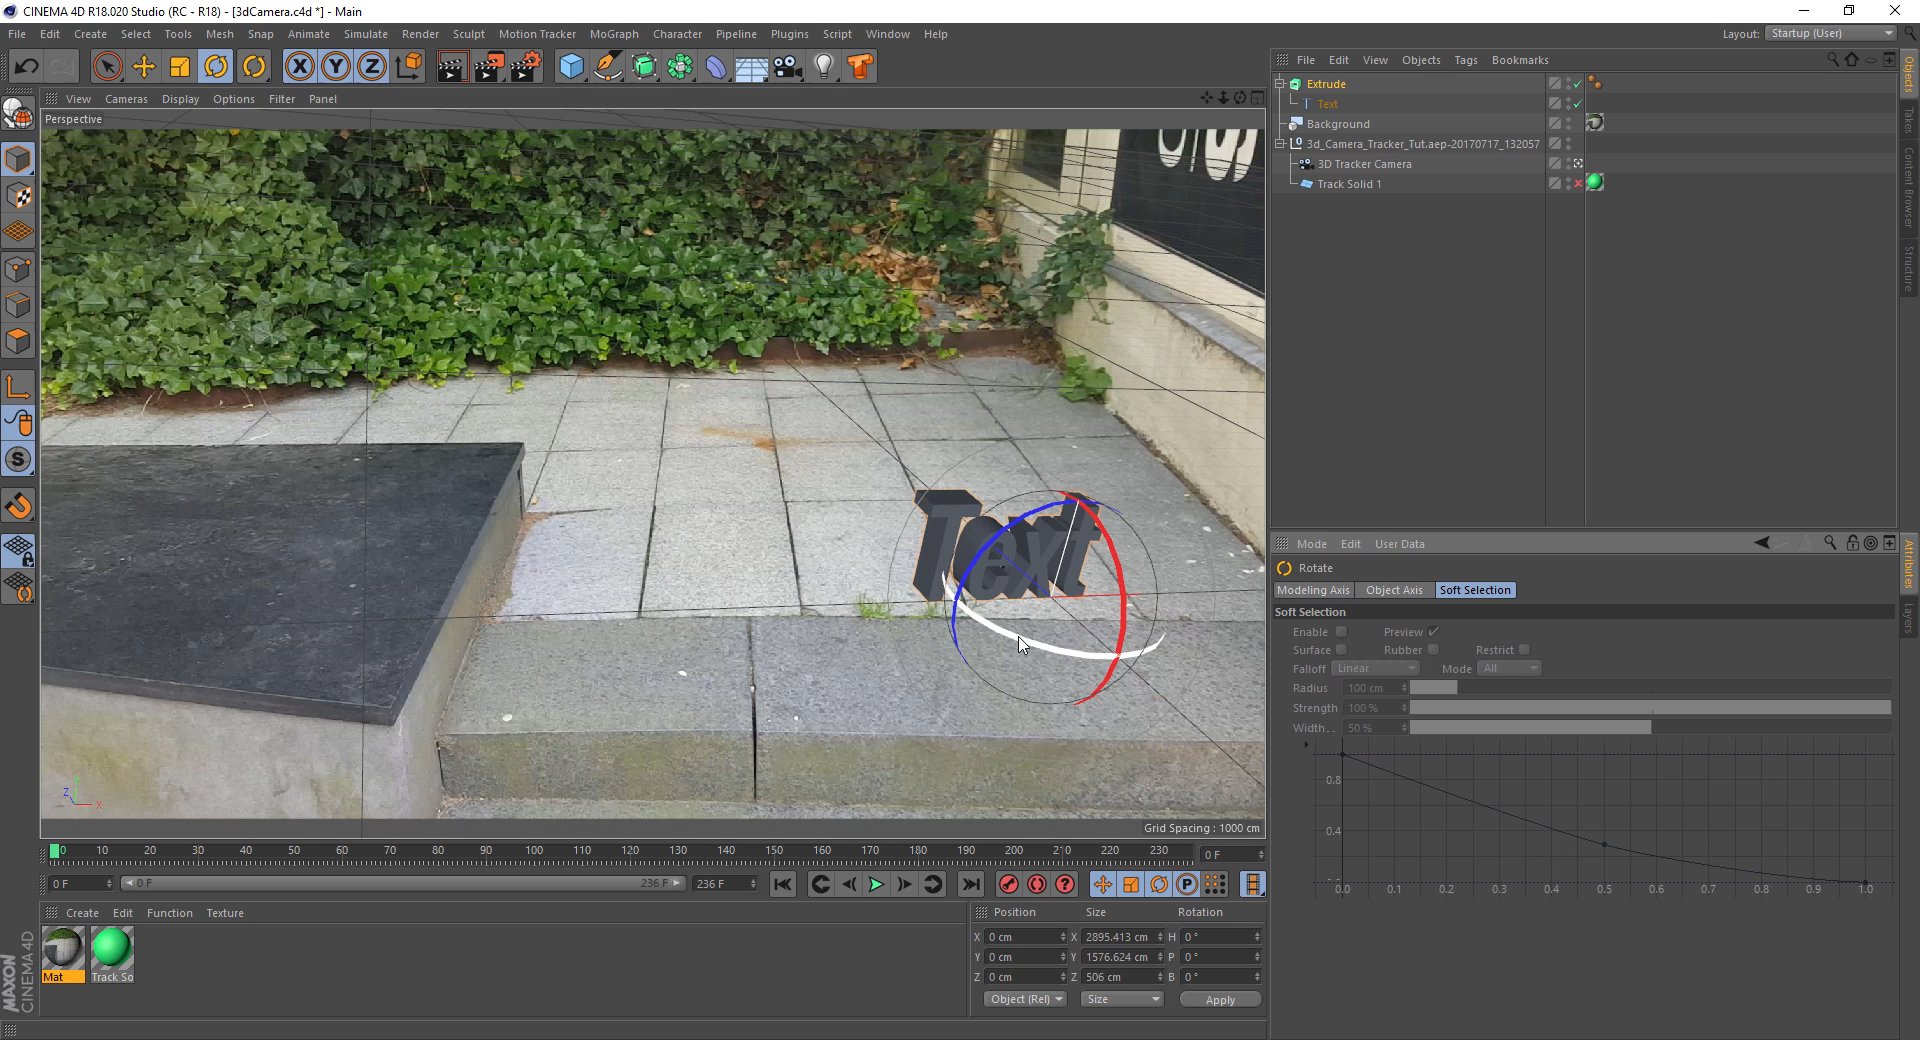 CINEMA 4D R18.020 Studio (RC - R18) - [3dCamera.c4d *] - Main
File Edit Create Select Tools Mesh Snap Animate Simulate Render Sculpt Motion Tracker MoGraph Character Pipeline Plugins Script Window Help
Layout: Startup (User)
X Y Z
File Edit View Objects Tags Bookmarks
Objects
Takes
Content Browser
Structure
View Cameras Display Options Filter Panel
Perspective
Extrude
Text
Background
3d_Camera_Tracker_Tut.aep-20170717_132057
3D Tracker Camera
Track Solid 1
Text
Z Y X
Grid Spacing : 1000 cm
Mode Edit User Data
Attributes
Layers
Rotate
Modeling Axis Object Axis Soft Selection
Soft Selection
Enable Preview
Surface Rubber Restrict
Falloff Linear Mode All
Radius 100 cm
Strength 100 %
Width.. 50 %
0.8
0.4
0.0 0.1 0.2 0.3 0.4 0.5 0.6 0.7 0.8 0.9 1.0
0 10 20 30 40 50 60 70 80 90 100 110 120 130 140 150 160 170 180 190 200 210 220 230
0 F
0 F 0 F 236 F 236 F
Create Edit Function Texture
Mat Track So
MAXON
CINEMA 4D
Position Size Rotation
X 0 cm X 2895.413 cm H 0 °
Y 0 cm Y 1576.624 cm P 0 °
Z 0 cm Z 506 cm B 0 °
Object (Rel) Size Apply